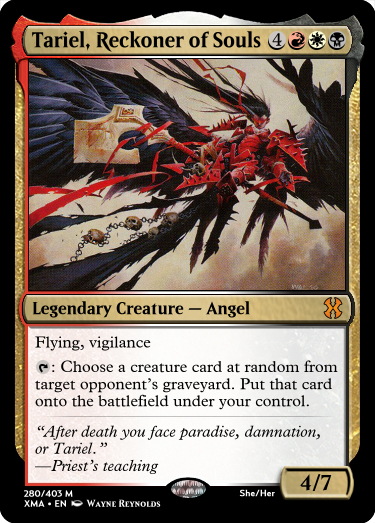 Tariel, Reckoner of Souls 4
Legendary Creature — Angel
Flying, vigilance
: Choose a creature card at random from
target opponent's graveyard. Put that card
onto the battlefield under your control.
"After death you face paradise, damnation,
or Tariel."
—Priest's teaching
4/7
280/403 M
She/Her
XMA • EN Wayne Reynolds